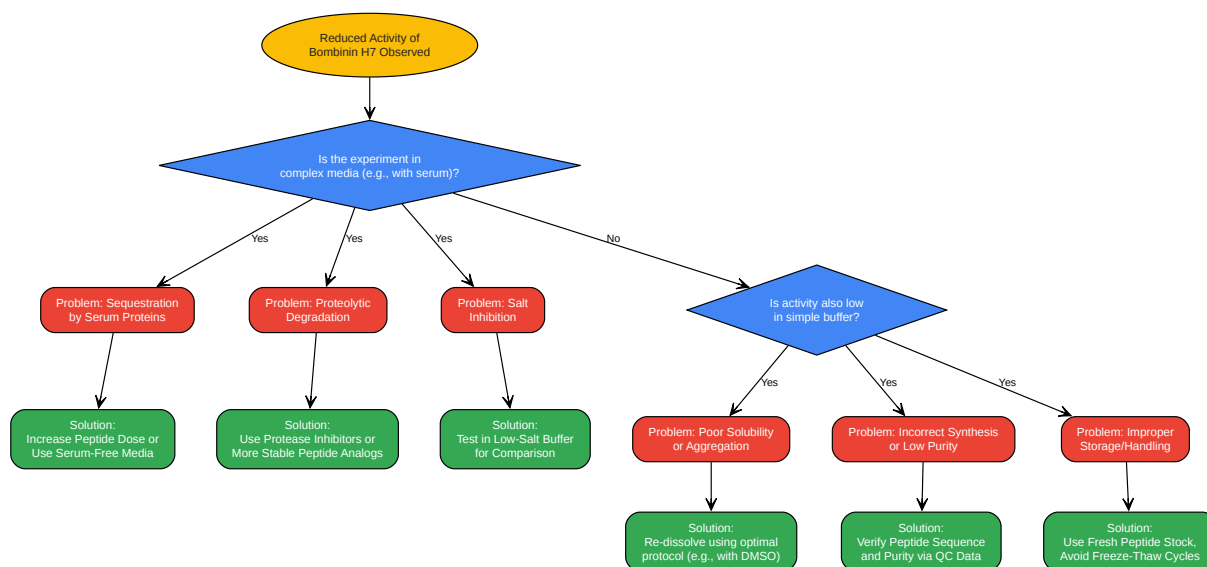 Reduced Activity of
Bombinin H7 Observed
Is the experiment in
complex media (e.g., with serum)?
Yes
Yes
Yes
No
Problem: Sequestration
by Serum Proteins
Problem: Proteolytic
Degradation
Problem: Salt
Inhibition
Is activity also low
in simple buffer?
Yes
Yes
Yes
Solution:
Increase Peptide Dose or
Use Serum-Free Media
Solution:
Use Protease Inhibitors or
More Stable Peptide Analogs
Solution:
Test in Low-Salt Buffer
for Comparison
Problem: Poor Solubility
or Aggregation
Problem: Incorrect Synthesis
or Low Purity
Problem: Improper
Storage/Handling
Solution:
Re-dissolve using optimal
protocol (e.g., with DMSO)
Solution:
Verify Peptide Sequence
and Purity via QC Data
Solution:
Use Fresh Peptide Stock,
Avoid Freeze-Thaw Cycles